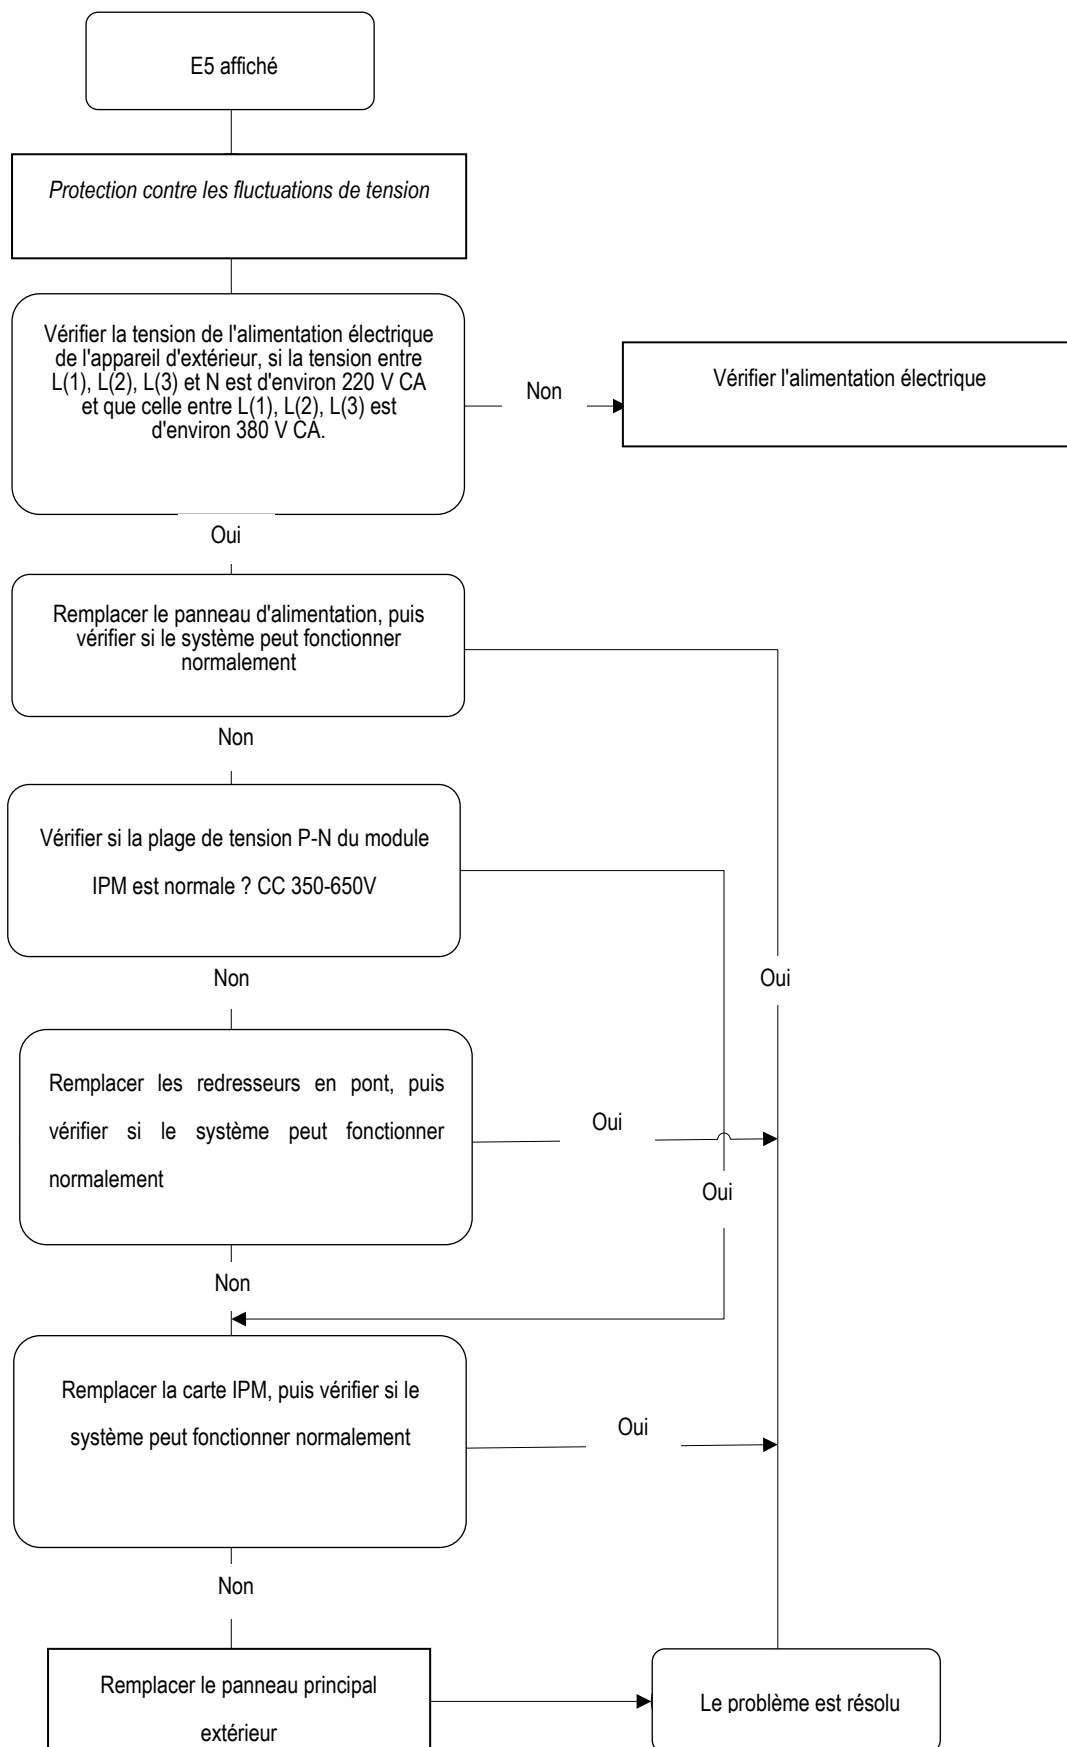 E5 affiché
Protection contre les fluctuations de tension
Vérifier la tension de l'alimentation électrique
de l'appareil d'extérieur, si la tension entre
L(1), L(2), L(3) et N est d'environ 220 V CA
et que celle entre L(1), L(2), L(3) est
d'environ 380 V CA.
Non
Vérifier l'alimentation électrique
Oui
Remplacer le panneau d'alimentation, puis
vérifier si le système peut fonctionner
normalement
Non
Vérifier si la plage de tension P-N du module
IPM est normale ? CC 350-650V
Non
Oui
Remplacer les redresseurs en pont, puis
vérifier si le système peut fonctionner
normalement
Oui
Oui
Non
Remplacer la carte IPM, puis vérifier si le
système peut fonctionner normalement
Oui
Non
Remplacer le panneau principal
extérieur
Le problème est résolu